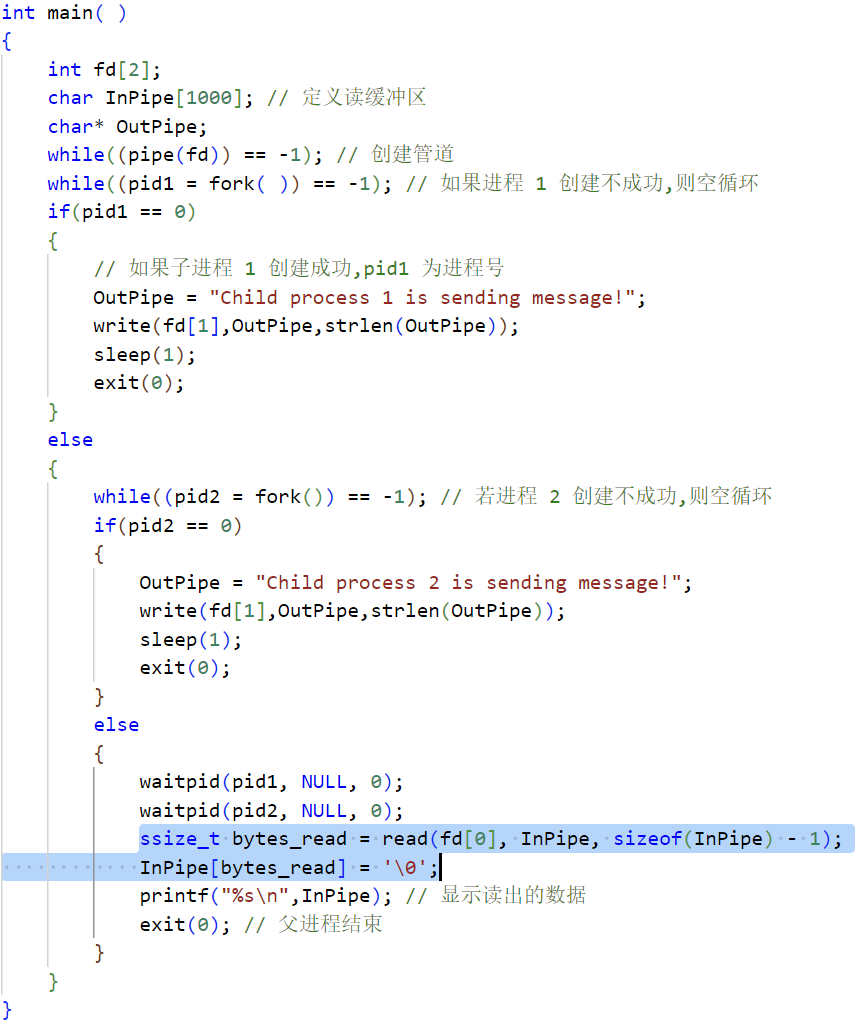 int main( )
{
    int fd[2];
    char InPipe[1000]; // 定义读缓冲区
    char* OutPipe;
    while((pipe(fd)) == -1); // 创建管道
    while((pid1 = fork( )) == -1); // 如果进程 1 创建不成功,则空循环
    if(pid1 == 0)
    {
        // 如果子进程 1 创建成功,pid1 为进程号
        OutPipe = "Child process 1 is sending message!";
        write(fd[1],OutPipe,strlen(OutPipe));
        sleep(1);
        exit(0);
    }
    else
    {
        while((pid2 = fork()) == -1); // 若进程 2 创建不成功,则空循环
        if(pid2 == 0)
        {
            OutPipe = "Child process 2 is sending message!";
            write(fd[1],OutPipe,strlen(OutPipe));
            sleep(1);
            exit(0);
        }
        else
        {
            waitpid(pid1, NULL, 0);
            waitpid(pid2, NULL, 0);
            ssize_t bytes_read = read(fd[0], InPipe, sizeof(InPipe) - 1);
            InPipe[bytes_read] = '\0';
            printf("%s\n",InPipe); // 显示读出的数据
            exit(0); // 父进程结束
        }
    }
}